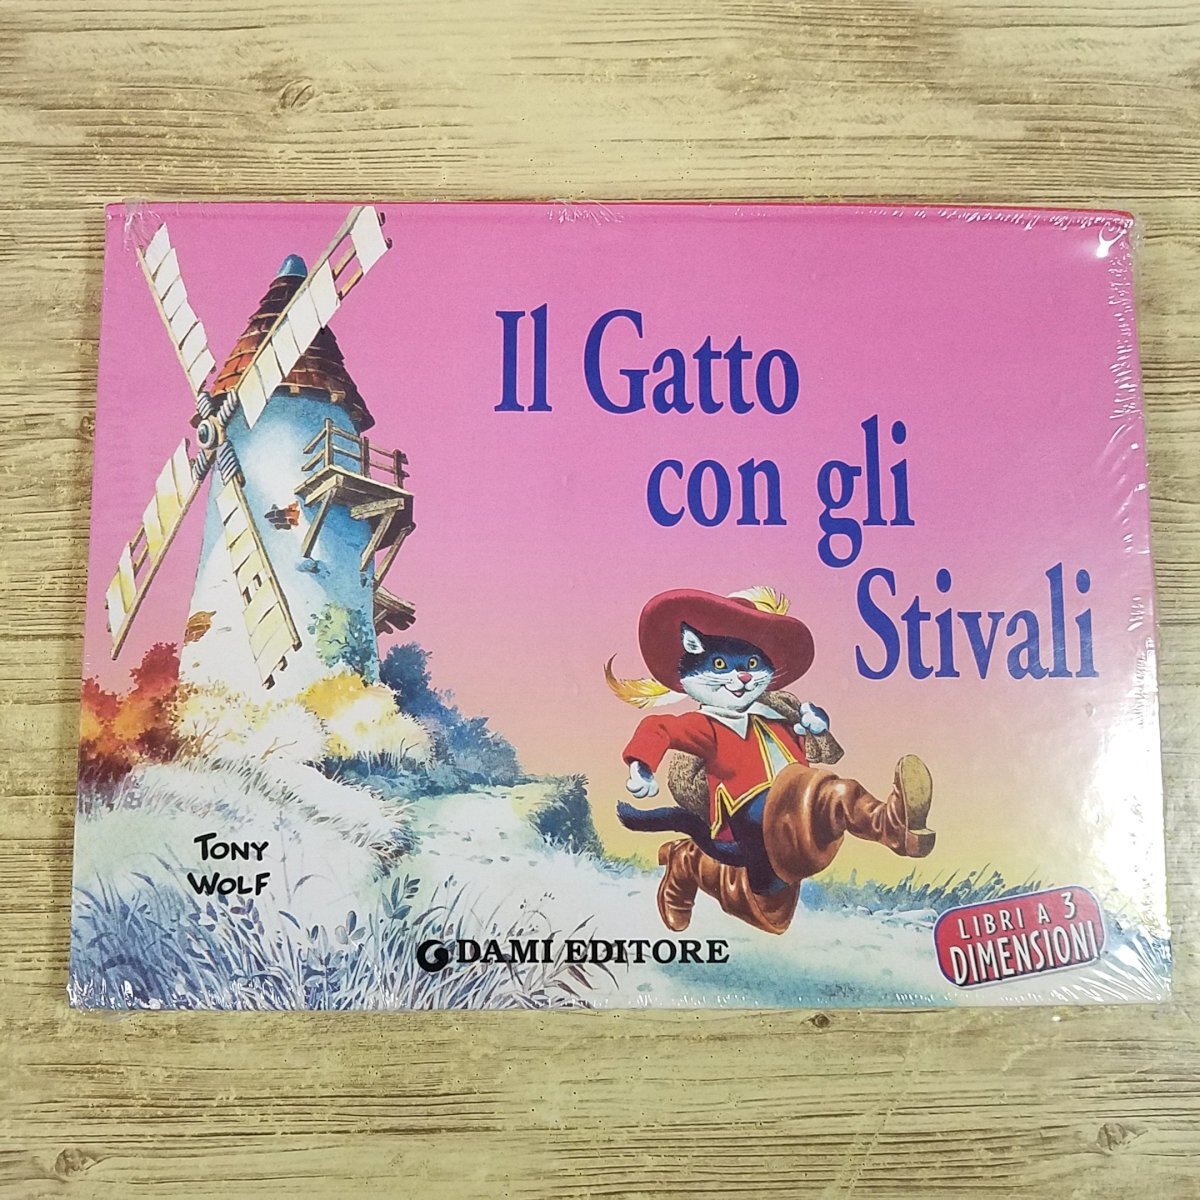 Il Gatto
con gli
Stivali
TONY
WOLF
DAMI EDITORE
LIBRI A 3
DIMENSIONI